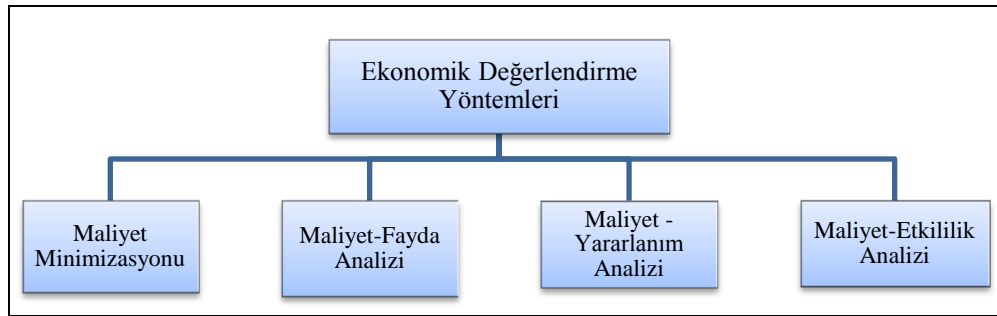 Ekonomik Değerlendirme
Yöntemleri
Maliyet
Minimizasyonu
Maliyet-Fayda
Analizi
Maliyet -
Yararlanım
Analizi
Maliyet-Etkililik
Analizi